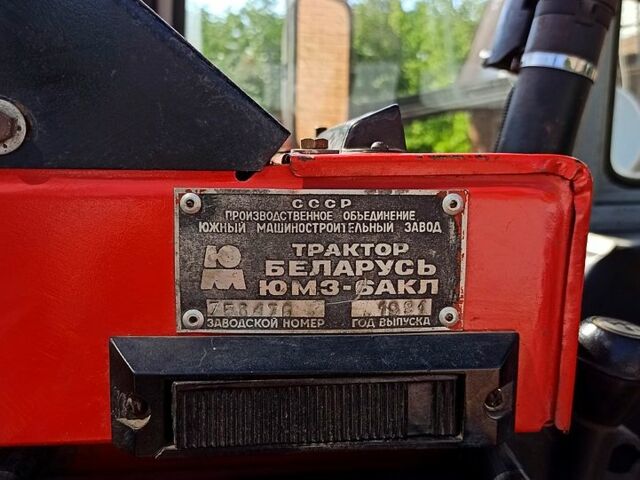 СССР
ПРОИЗВОДСТВЕННОЕ ОБЪЕДИНЕНИЕ
ЮЖНЫЙ МАШИНОСТРОИТЕЛЬНЫЙ ЗАВОД
ЮМ
ТРАКТОР
БЕЛАРУСЬ
ЮМЗ-6АКЛ
1981
ЗАВОДСКОЙ НОМЕР ГОД ВЫПУСКА